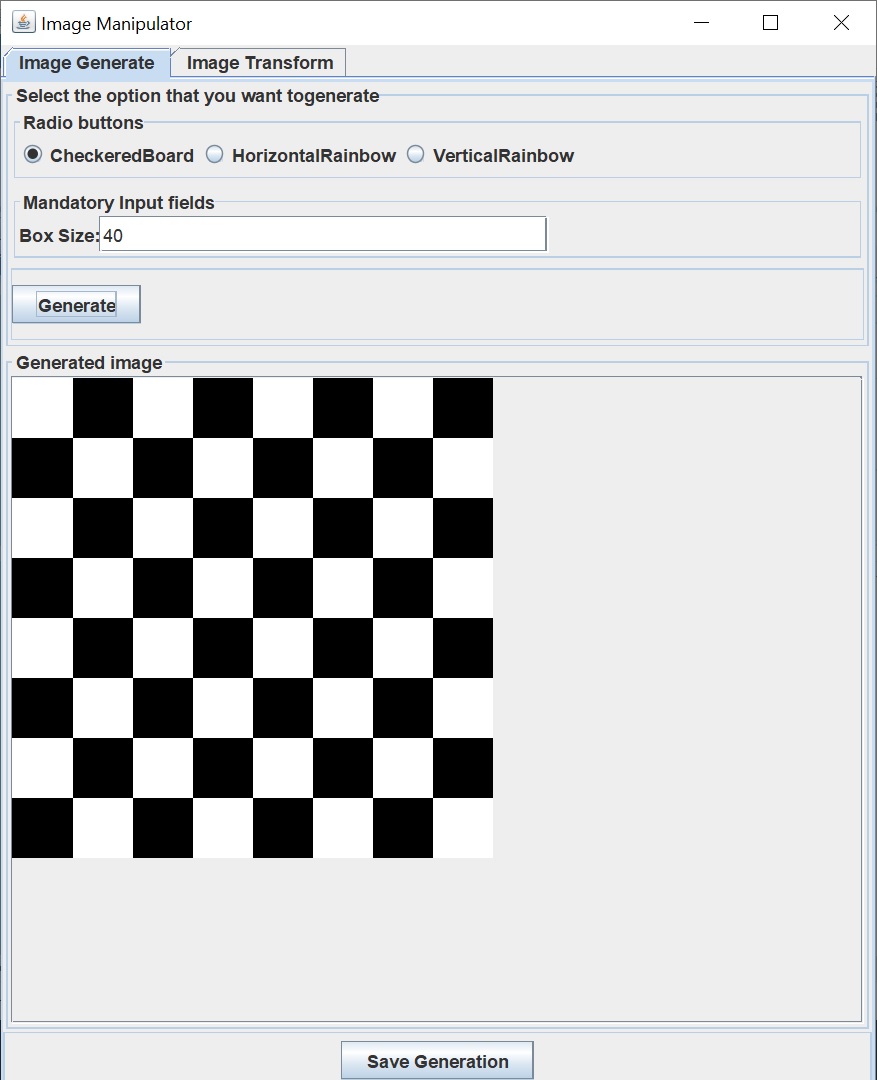 Image Manipulator
Image Generate Image Transform
Select the option that you want togenerate
Radio buttons
CheckeredBoard HorizontalRainbow VerticalRainbow
Mandatory Input fields
Box Size: 40
Generate
Generated image
Save Generation